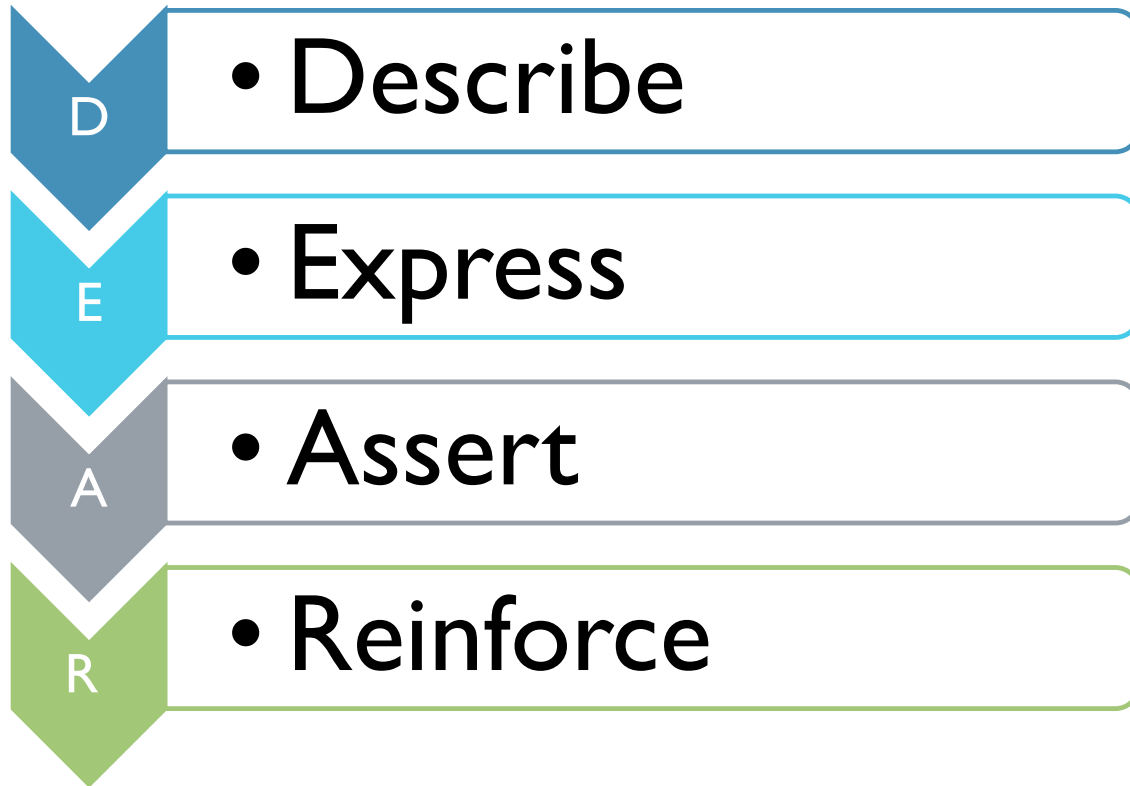 D
• Describe
E
• Express
A
• Assert
R
• Reinforce